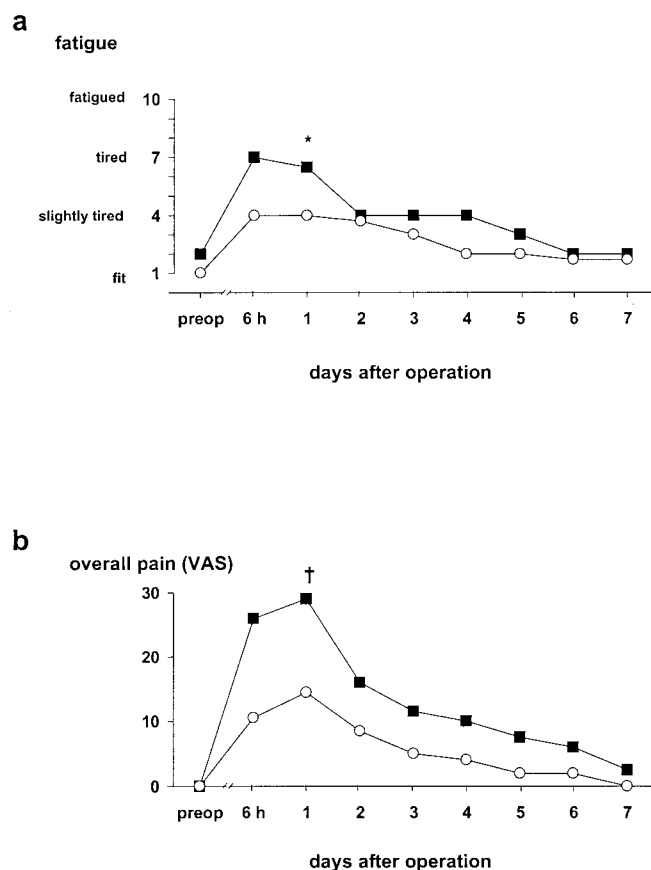 a
fatigue
fatigued 10
*
tired 7
slightly tired 4
1
fit
preop 6 h 1 2 3 4 5 6 7
days after operation
b
overall pain (VAS)
†
30
20
10
0
preop 6 h 1 2 3 4 5 6 7
days after operation